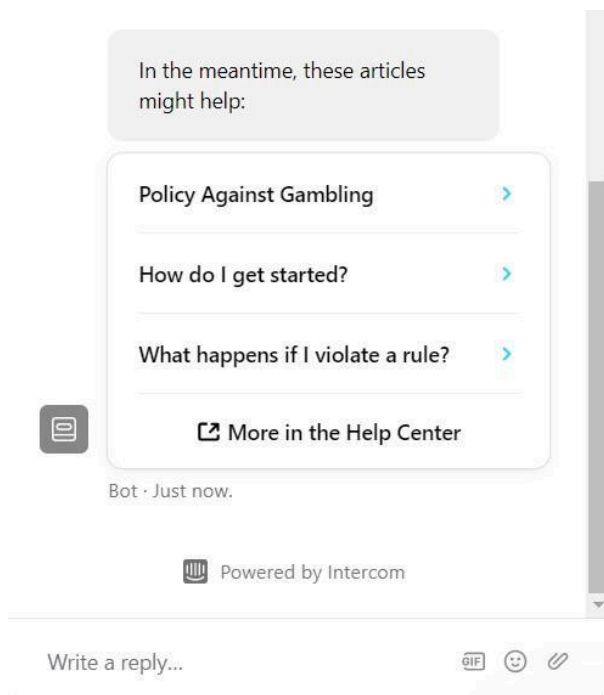 In the meantime, these articles
might help:
Policy Against Gambling
How do I get started?
What happens if I violate a rule?
More in the Help Center
Bot · Just now.
Powered by Intercom
Write a reply...
GIF